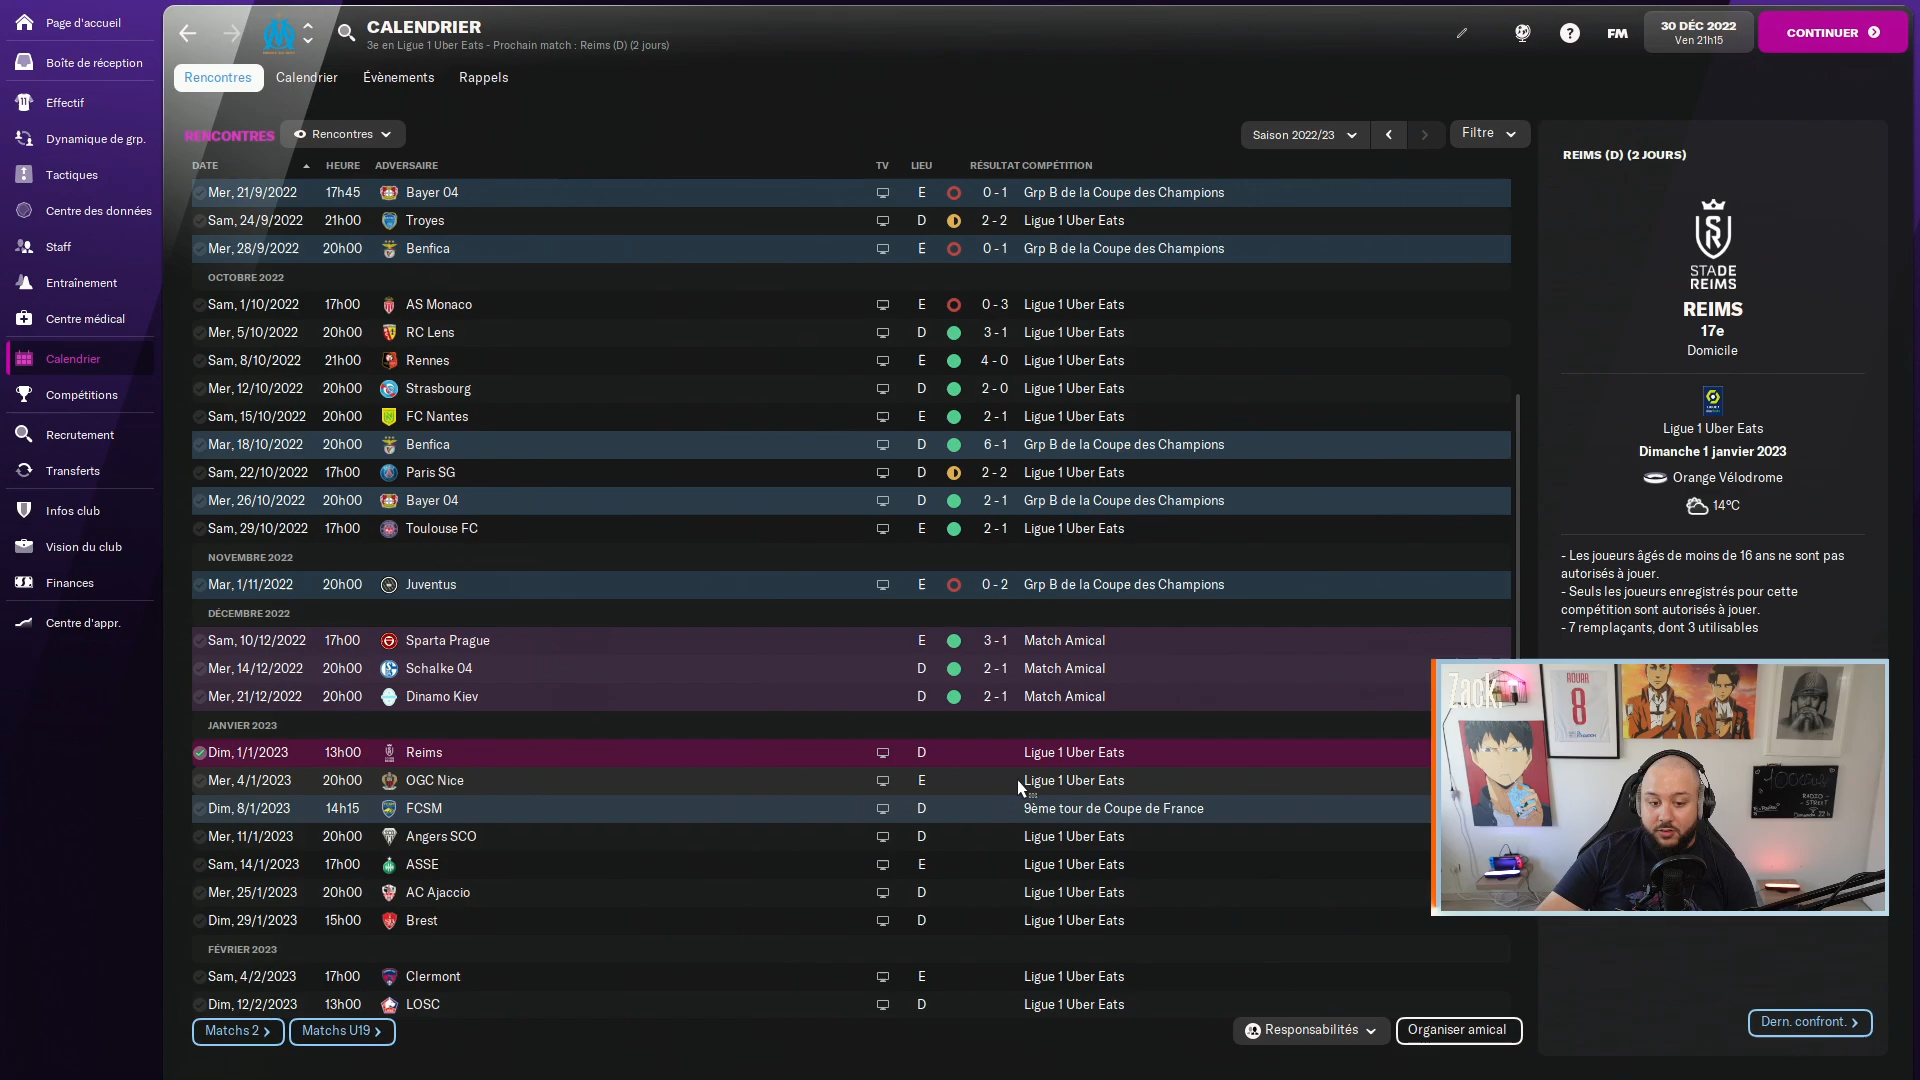 Page d'accueil
Boîte de réception
Effectif
Dynamique de grp.
Tactiques
Centre des données
Staff
Entraînement
Centre médical
Calendrier
Compétitions
Recrutement
Transferts
Infos club
Vision du club
Finances
Centre d'appr.
CALENDRIER
3e en Ligue 1 Uber Eats - Prochain match : Reims (D) (2 jours)
FM
30 DÉC 2022
Ven 21h15
CONTINUER
Rencontres Calendrier Évènements Rappels
RENCONTRES Rencontres Saison 2022/23 Filtre
DATE HEURE ADVERSAIRE TV LIEU RÉSULTAT COMPÉTITION
Mer, 21/9/2022 17h45 Bayer 04 E 0 - 1 Grp B de la Coupe des Champions
Sam, 24/9/2022 21h00 Troyes D 2 - 2 Ligue 1 Uber Eats
Mer, 28/9/2022 20h00 Benfica E 0 - 1 Grp B de la Coupe des Champions
OCTOBRE 2022
Sam, 1/10/2022 17h00 AS Monaco E 0 - 3 Ligue 1 Uber Eats
Mer, 5/10/2022 20h00 RC Lens D 3 - 1 Ligue 1 Uber Eats
Sam, 8/10/2022 21h00 Rennes E 4 - 0 Ligue 1 Uber Eats
Mer, 12/10/2022 20h00 Strasbourg D 2 - 0 Ligue 1 Uber Eats
Sam, 15/10/2022 20h00 FC Nantes E 2 - 1 Ligue 1 Uber Eats
Mar, 18/10/2022 20h00 Benfica D 6 - 1 Grp B de la Coupe des Champions
Sam, 22/10/2022 17h00 Paris SG D 2 - 2 Ligue 1 Uber Eats
Mer, 26/10/2022 20h00 Bayer 04 D 2 - 1 Grp B de la Coupe des Champions
Sam, 29/10/2022 17h00 Toulouse FC E 2 - 1 Ligue 1 Uber Eats
NOVEMBRE 2022
Mar, 1/11/2022 20h00 Juventus E 0 - 2 Grp B de la Coupe des Champions
DÉCEMBRE 2022
Sam, 10/12/2022 17h00 Sparta Prague E 3 - 1 Match Amical
Mer, 14/12/2022 20h00 Schalke 04 D 2 - 1 Match Amical
Mer, 21/12/2022 20h00 Dinamo Kiev D 2 - 1 Match Amical
JANVIER 2023
Dim, 1/1/2023 13h00 Reims D Ligue 1 Uber Eats
Mer, 4/1/2023 20h00 OGC Nice E Ligue 1 Uber Eats
Dim, 8/1/2023 14h15 FCSM D 9ème tour de Coupe de France
Mer, 11/1/2023 20h00 Angers SCO D Ligue 1 Uber Eats
Sam, 14/1/2023 17h00 ASSE E Ligue 1 Uber Eats
Mer, 25/1/2023 20h00 AC Ajaccio D Ligue 1 Uber Eats
Dim, 29/1/2023 15h00 Brest D Ligue 1 Uber Eats
FÉVRIER 2023
Sam, 4/2/2023 17h00 Clermont E Ligue 1 Uber Eats
Dim, 12/2/2023 13h00 LOSC D Ligue 1 Uber Eats
Matchs 2 Matchs U19 Responsabilités Organiser amical
REIMS (D) (2 JOURS)
STADE
REIMS
REIMS
17e
Domicile
Ligue 1 Uber Eats
Dimanche 1 janvier 2023
Orange Vélodrome
14°C
- Les joueurs âgés de moins de 16 ans ne sont pas
autorisés à jouer.
- Seuls les joueurs enregistrés pour cette
compétition sont autorisés à jouer.
- 7 remplaçants, dont 3 utilisables
Zack.
AOUAR
8
RADIO
- STREET
Dern. confront.